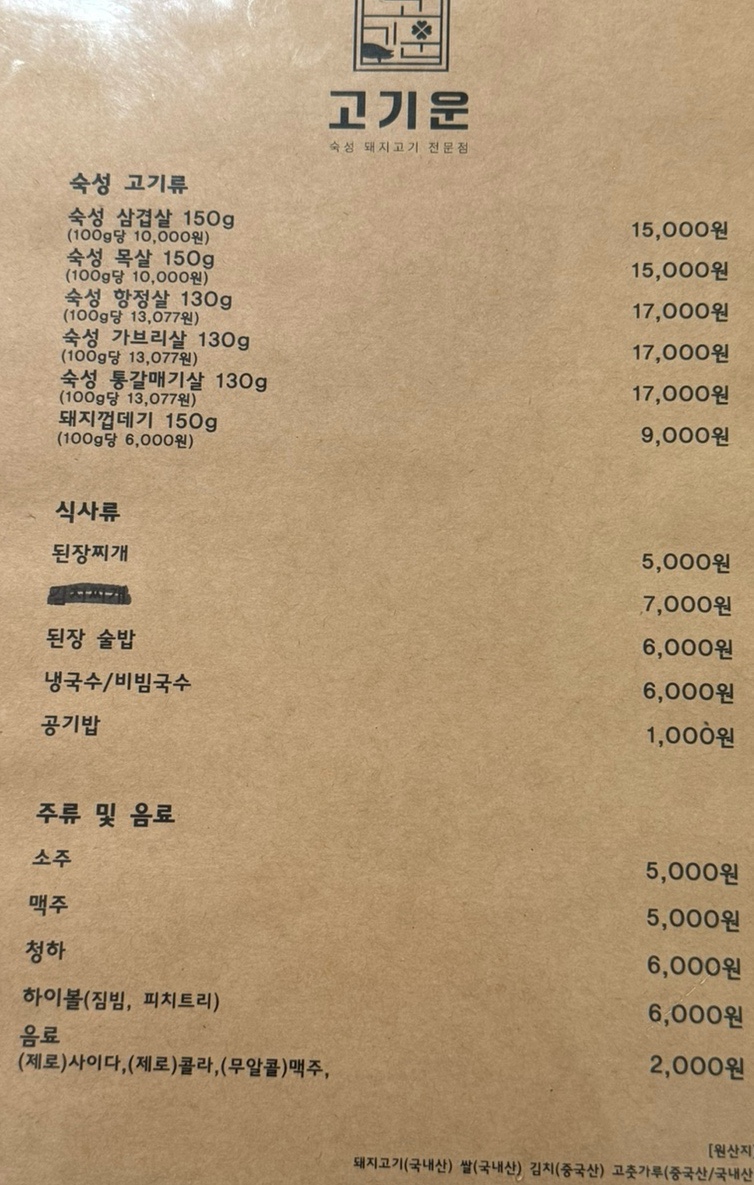 고기운
고기운
숙성 돼지고기 전문점
숙성 고기류
숙성 삼겹살 150g 15,000원
(100g당 10,000원)
숙성 목살 150g 15,000원
(100g당 10,000원)
숙성 항정살 130g 17,000원
(100g당 13,077원)
숙성 가브리살 130g 17,000원
(100g당 13,077원)
숙성 통갈매기살 130g 17,000원
(100g당 13,077원)
돼지껍데기 150g 9,000원
(100g당 6,000원)
식사류
된장찌개 5,000원
7,000원
된장 술밥 6,000원
냉국수/비빔국수 6,000원
공기밥 1,000원
주류 및 음료
소주 5,000원
맥주 5,000원
청하 6,000원
하이볼(짐빔, 피치트리) 6,000원
음료
(제로)사이다,(제로)콜라,(무알콜)맥주, 2,000원
[원산지
돼지고기(국내산) 쌀(국내산) 김치(중국산) 고춧가루(중국산/국내산